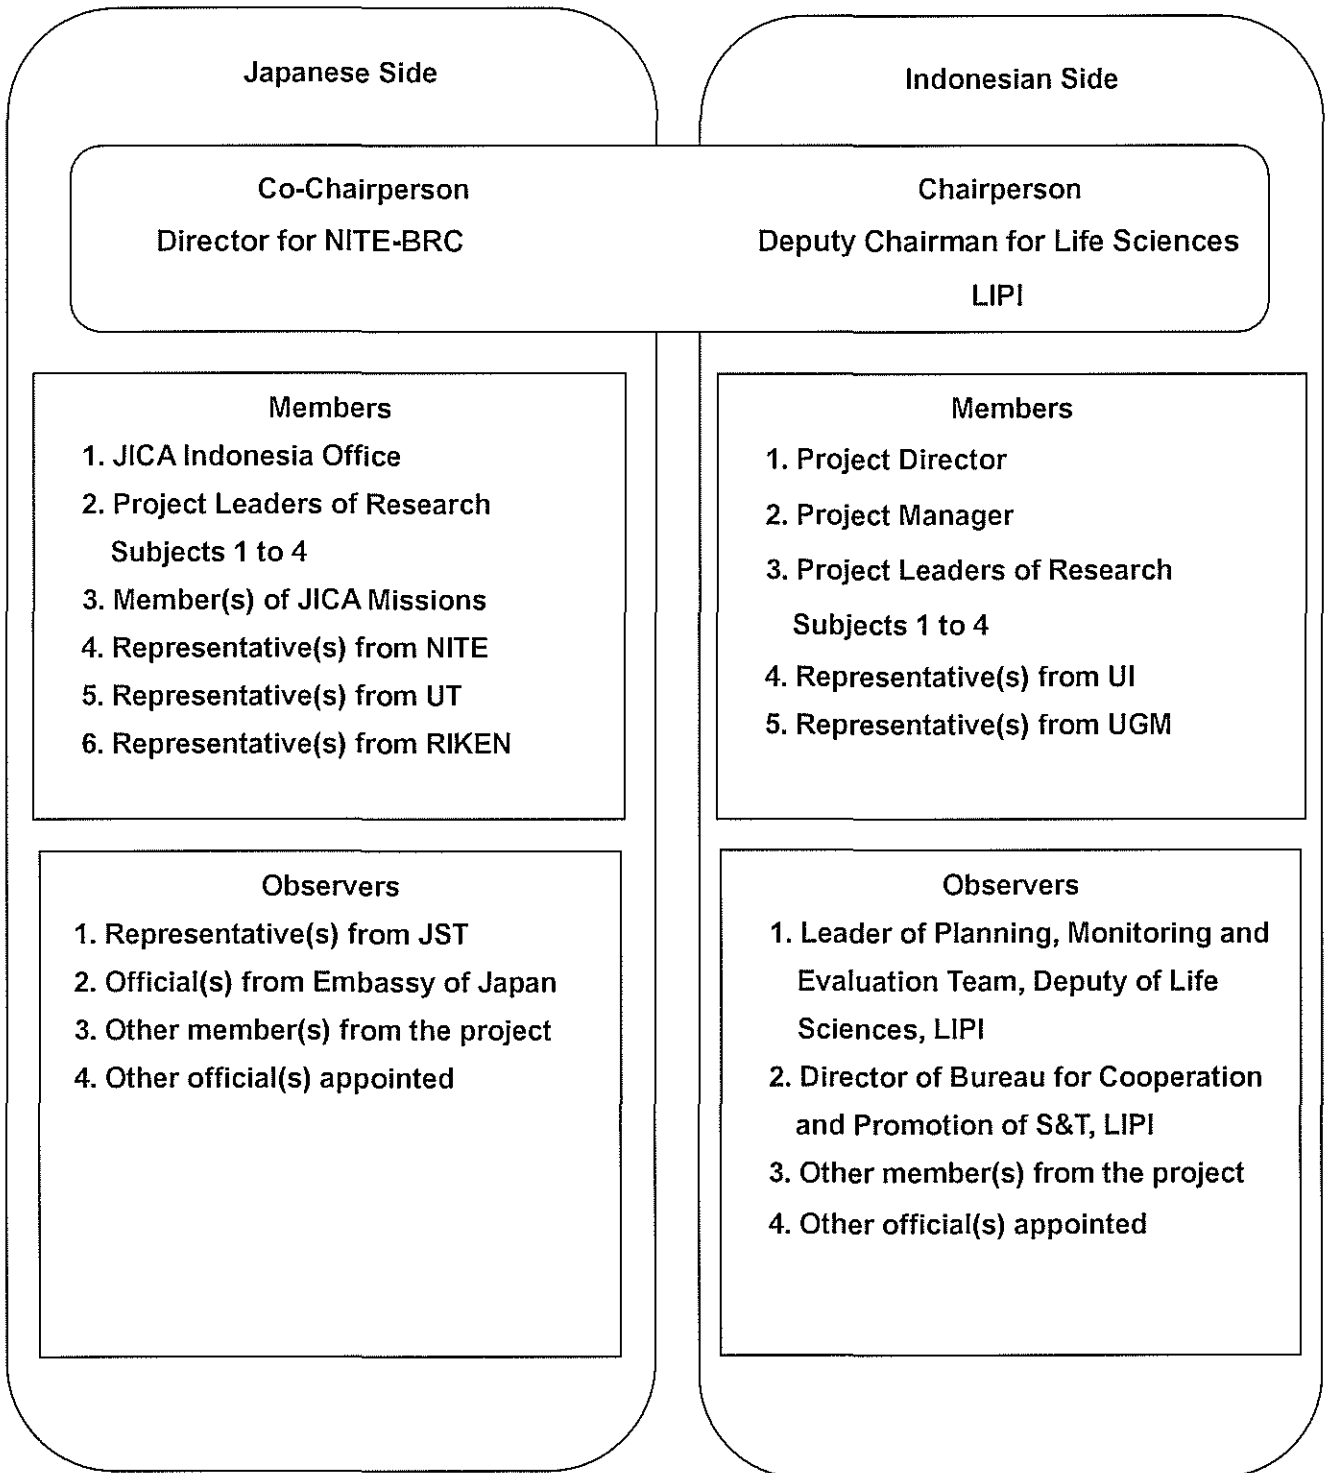 Japanese Side
Indonesian Side
Co-Chairperson
Director for NITE-BRC
Chairperson
Deputy Chairman for Life Sciences
LIPI
Members
1. JICA Indonesia Office
2. Project Leaders of Research
Subjects 1 to 4
3. Member(s) of JICA Missions
4. Representative(s) from NITE
5. Representative(s) from UT
6. Representative(s) from RIKEN
Members
1. Project Director
2. Project Manager
3. Project Leaders of Research
Subjects 1 to 4
4. Representative(s) from UI
5. Representative(s) from UGM
Observers
1. Representative(s) from JST
2. Official(s) from Embassy of Japan
3. Other member(s) from the project
4. Other official(s) appointed
Observers
1. Leader of Planning, Monitoring and
Evaluation Team, Deputy of Life
Sciences, LIPI
2. Director of Bureau for Cooperation
and Promotion of S&T, LIPI
3. Other member(s) from the project
4. Other official(s) appointed